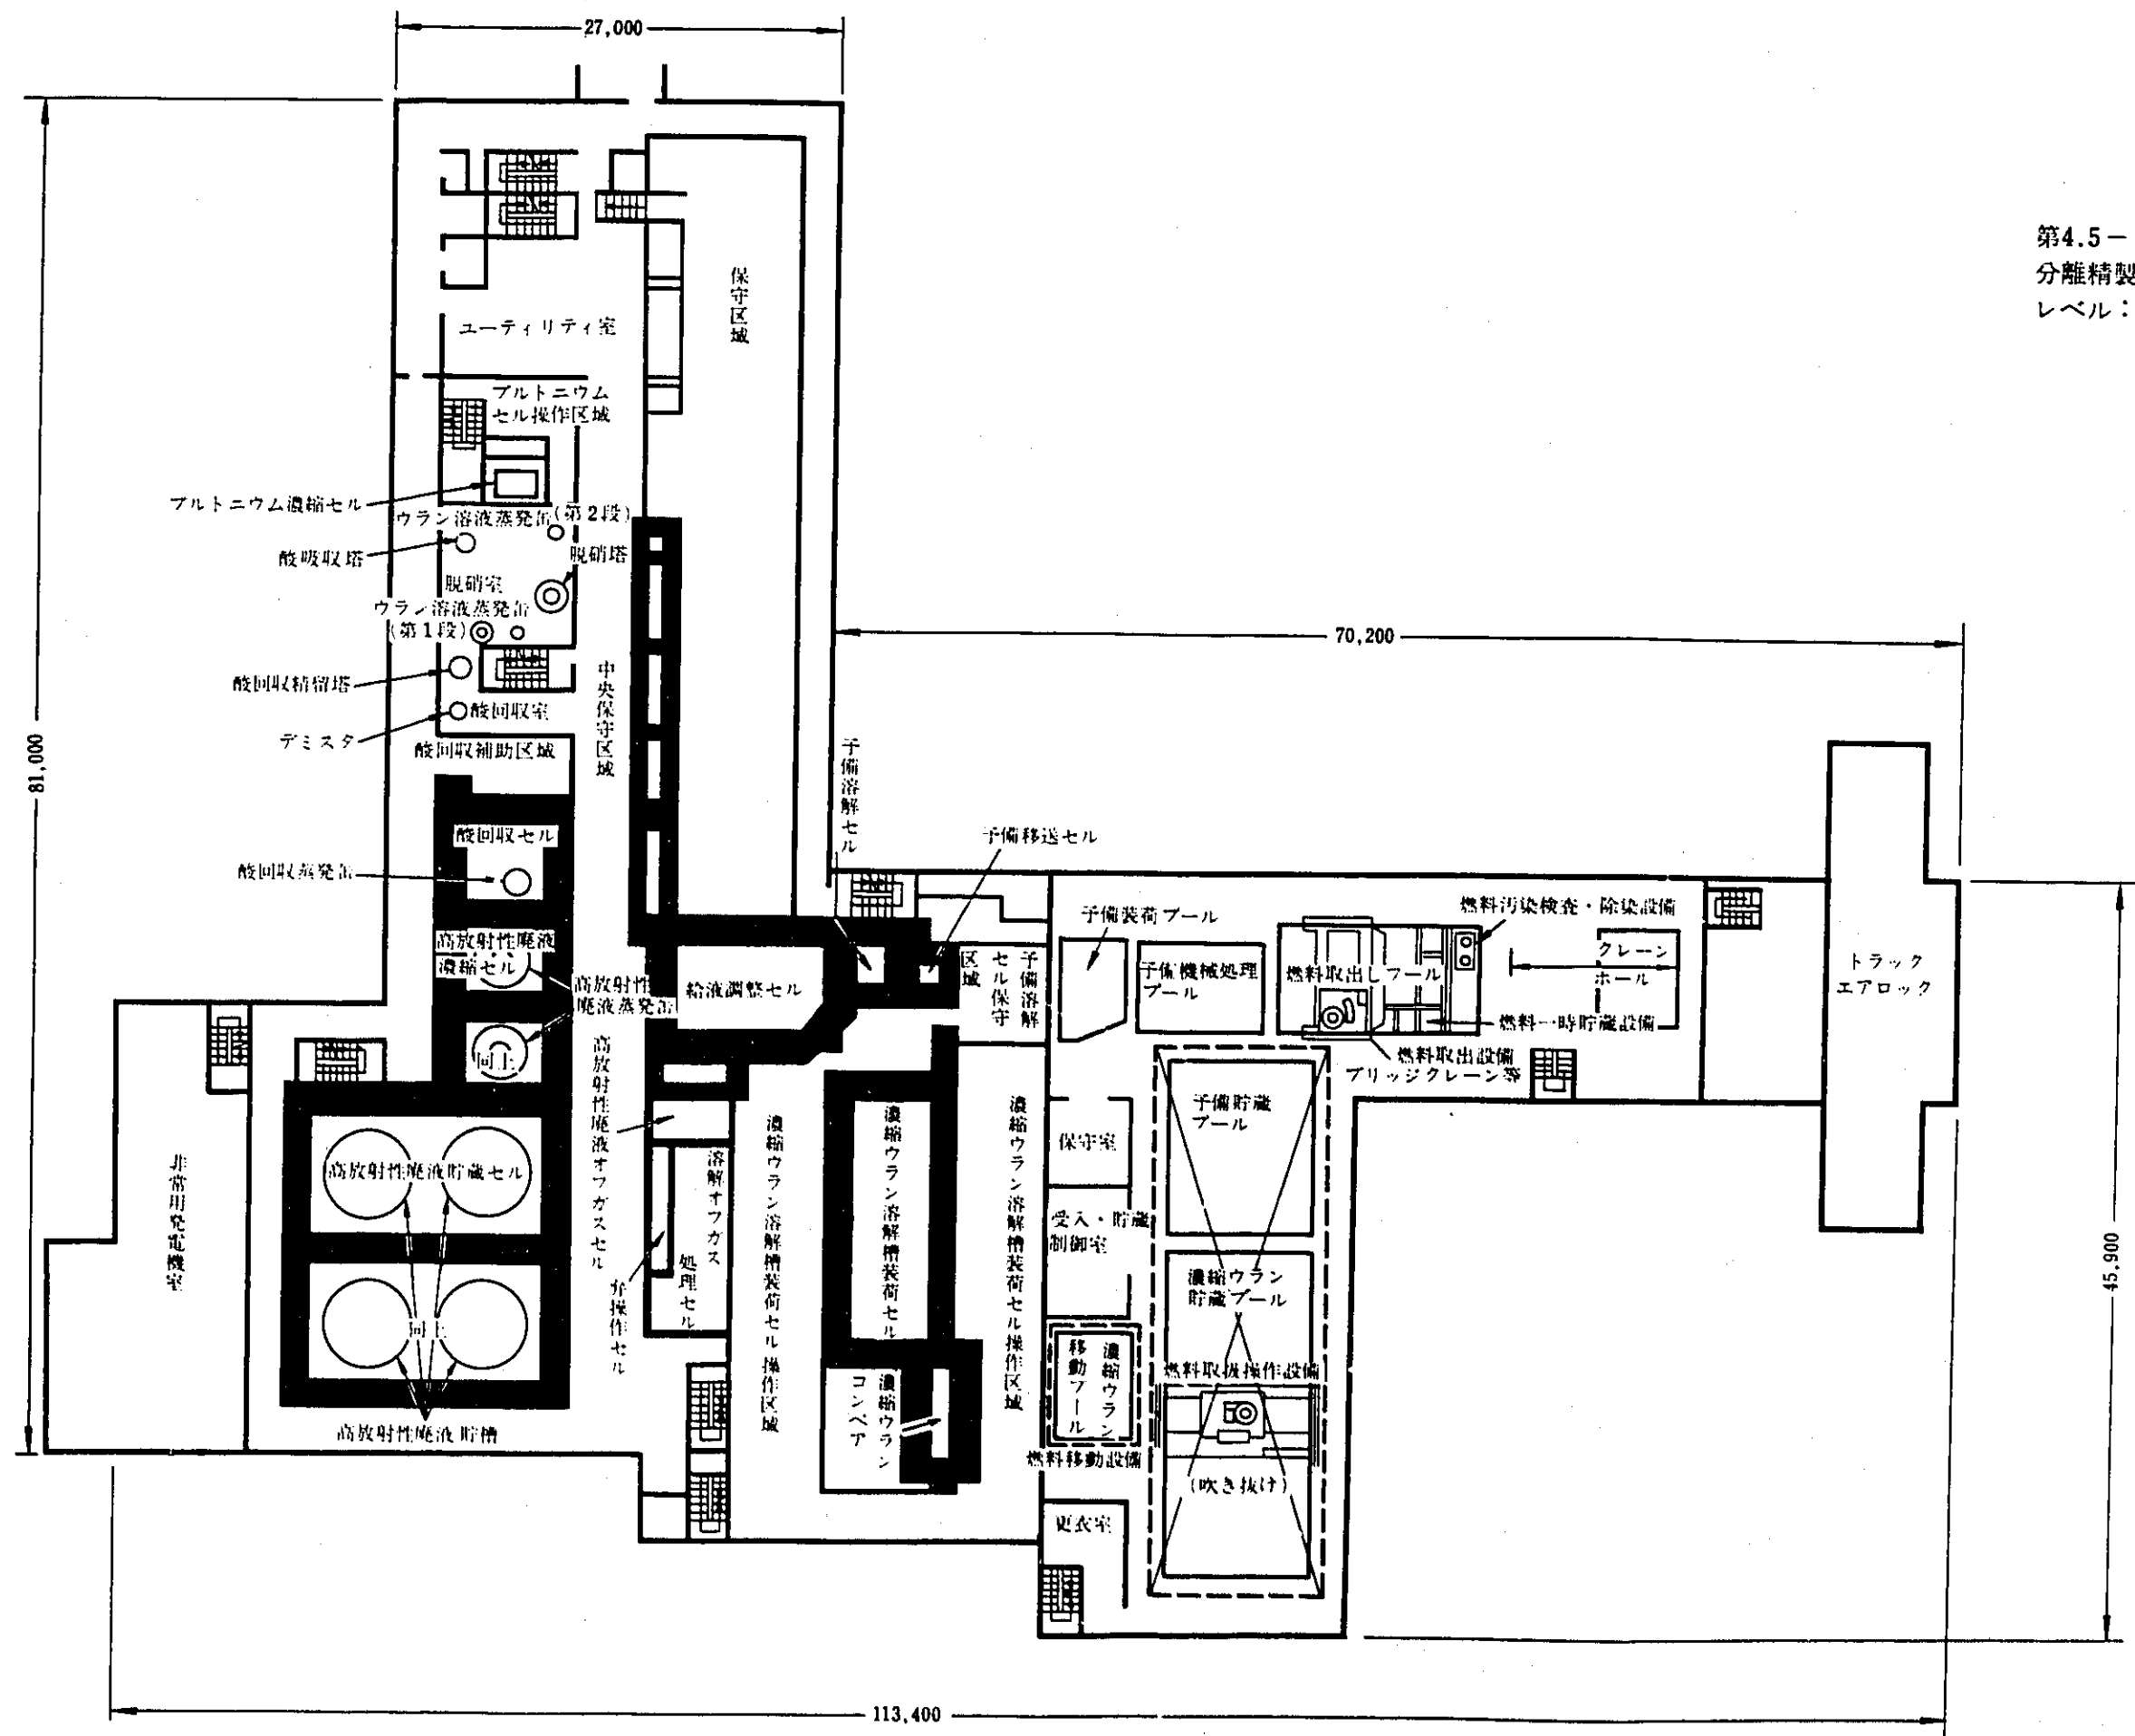 27,000
第4.5－
分離精製
レベル：
保守区域
ユーティリティ室
プルトニウム
セル操作区域
プルトニウム濃縮セル
ウラン溶液蒸発缶(第2段)
酸吸収塔
脱硝塔
脱硝室
ウラン溶液蒸発缶
(第1段)
70,200
酸回収精留塔
中央保守区域
酸回収室
デミスタ
酸回収補助区域
81,000
予備溶解セル
酸回収セル
予備移送セル
酸回収蒸発缶
燃料汚染検査・除染設備
予備装荷プール
高放射性廃液
濃縮セル
高放射性
廃液蒸発缶
給液調整セル
予備溶解
セル保守
区域
予備機械処理
プール
燃料取出しプール
クレーン
ホール
トラック
エアロック
燃料一時貯蔵設備
同上
燃料取出設備
ブリッジクレーン等
高放射性廃液オフガスセル
濃縮ウラン溶解槽装荷セル操作区域
濃縮ウラン溶解槽装荷セル
濃縮ウラン溶解槽装荷セル操作区域
予備貯蔵
プール
保守室
非常用発電機室
高放射性廃液貯蔵セル
溶解オフガス
処理セル
受入・貯蔵
制御室
弁操作セル
濃縮ウラン
貯蔵プール
45,900
同上
濃縮ウラン
移動プール
燃料取扱操作設備
濃縮ウラン
コンベア
高放射性廃液貯槽
燃料移動設備
(吹き抜け)
更衣室
113,400